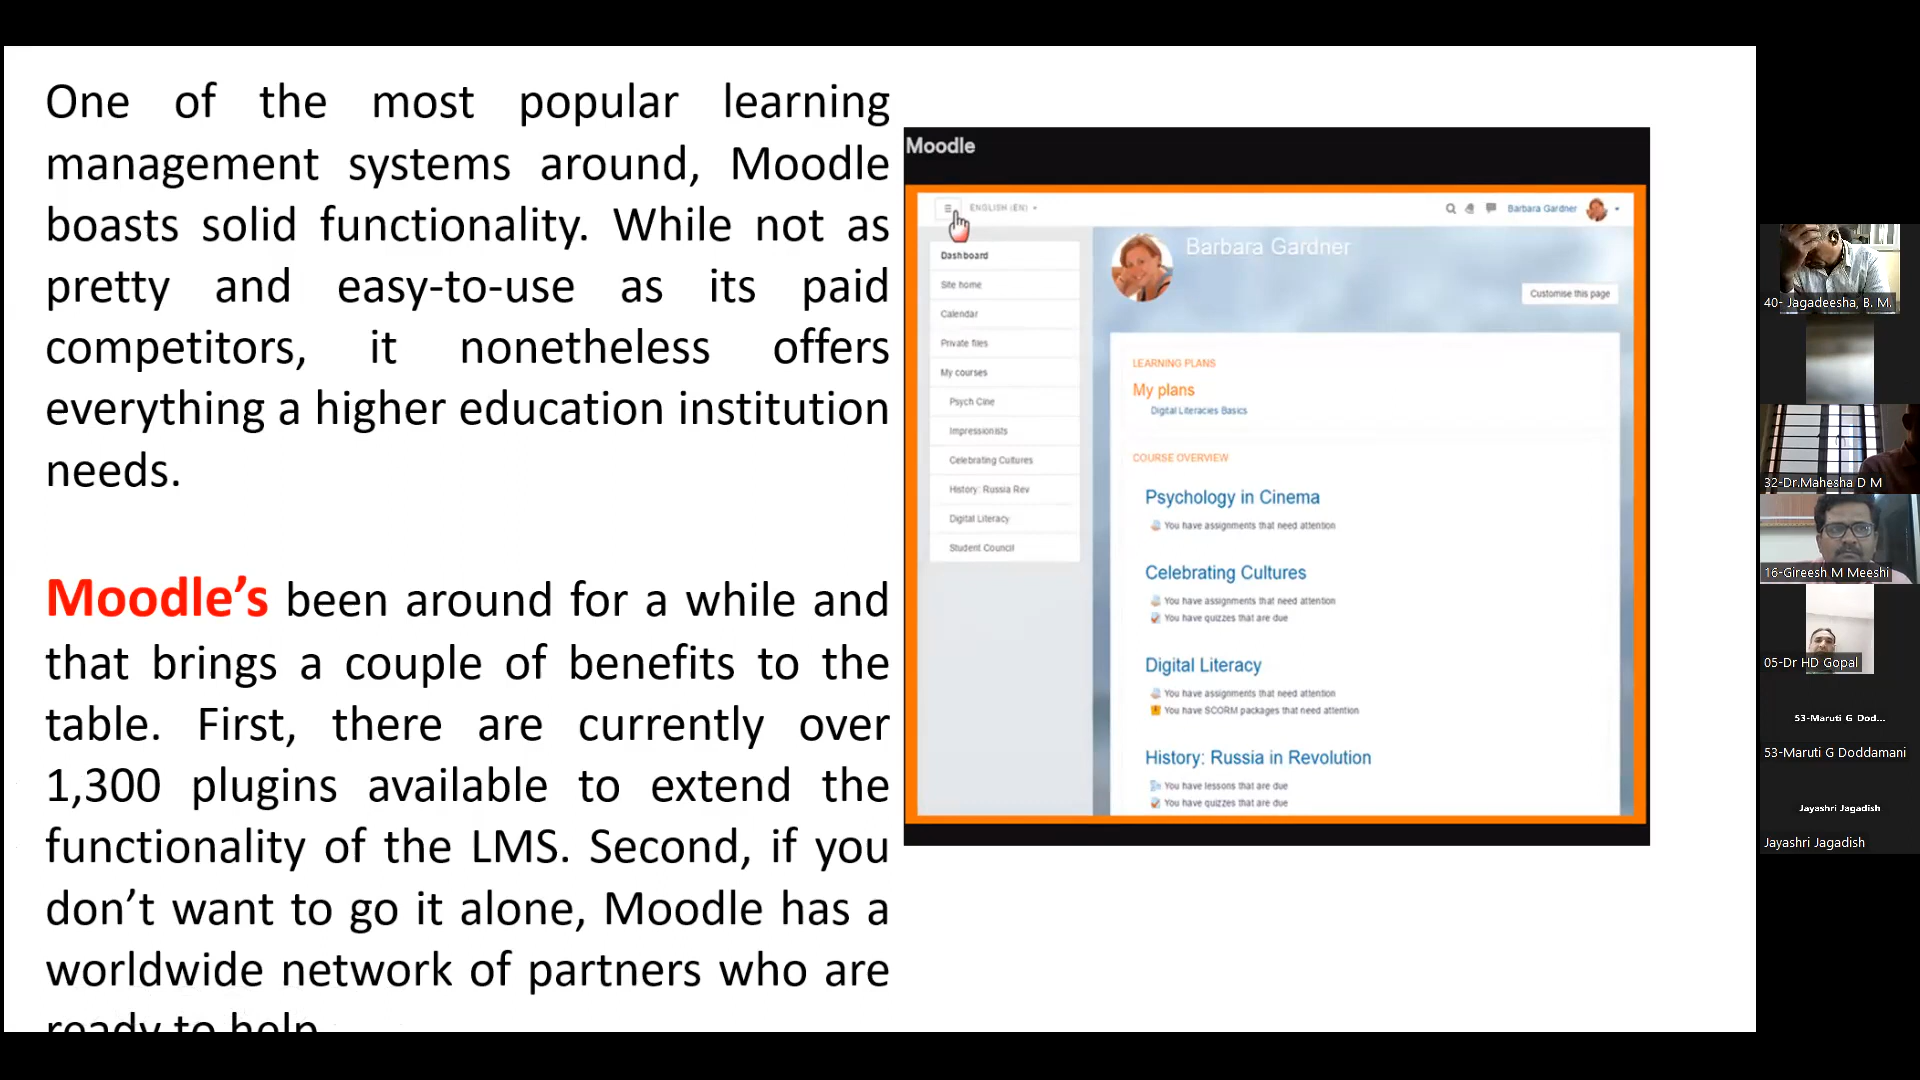 One of the most popular learning
management systems around, Moodle
boasts solid functionality. While not as
pretty and easy-to-use as its paid
competitors, it nonetheless offers
everything a higher education institution
needs.
Moodle’s been around for a while and
that brings a couple of benefits to the
table. First, there are currently over
1,300 plugins available to extend the
functionality of the LMS. Second, if you
don’t want to go it alone, Moodle has a
worldwide network of partners who are
ready to help
Moodle
ENGLISH (EN)
Barbara Gardner
Dashboard
Site home
Calendar
Private files
My courses
Psych Cine
Impressionists
Celebrating Cultures
History: Russia Rev
Digital Literacy
Student Council
Barbara Gardner
Customise this page
LEARNING PLANS
My plans
Digital Literacies Basics
COURSE OVERVIEW
Psychology in Cinema
You have assignments that need attention
Celebrating Cultures
You have assignments that need attention
You have quizzes that are due
Digital Literacy
You have assignments that need attention
You have SCORM packages that need attention
History: Russia in Revolution
You have lessons that are due
You have quizzes that are due
40- Jagadeesha, B. M.
32-Dr.Mahesha D M
16-Gireesh M Meeshi
05-Dr HD Gopal
53-Maruti G Dod...
53-Maruti G Doddamani
Jayashri Jagadish
Jayashri Jagadish